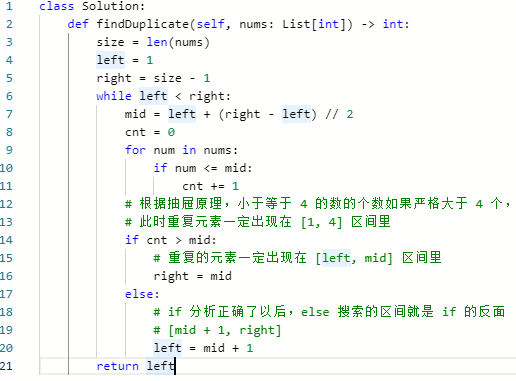 1 class Solution:
2     def findDuplicate(self, nums: List[int]) -> int:
3         size = len(nums)
4         left = 1
5         right = size - 1
6         while left < right:
7             mid = left + (right - left) // 2
8             cnt = 0
9             for num in nums:
10                 if num <= mid:
11                     cnt += 1
12             # 根据抽屉原理，小于等于 4 的数的个数如果严格大于 4 个，
13             # 此时重复元素一定出现在 [1, 4] 区间里
14             if cnt > mid:
15                 # 重复的元素一定出现在 [left, mid] 区间里
16                 right = mid
17             else:
18                 # if 分析正确了以后，else 搜索的区间就是 if 的反面
19                 # [mid + 1, right]
20                 left = mid + 1
21         return left